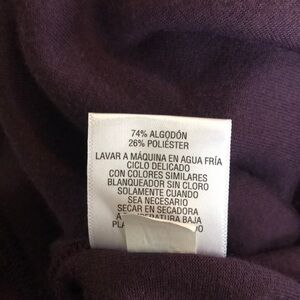 74% ALGODÓN
26% POLIÉSTER
LAVAR A MÁQUINA EN AGUA FRÍA
CICLO DELICADO
CON COLORES SIMILARES
BLANQUEADOR SIN CLORO
SOLAMENTE CUANDO
SEA NECESARIO
SECAR EN SECADORA
A TEMPERATURA BAJA